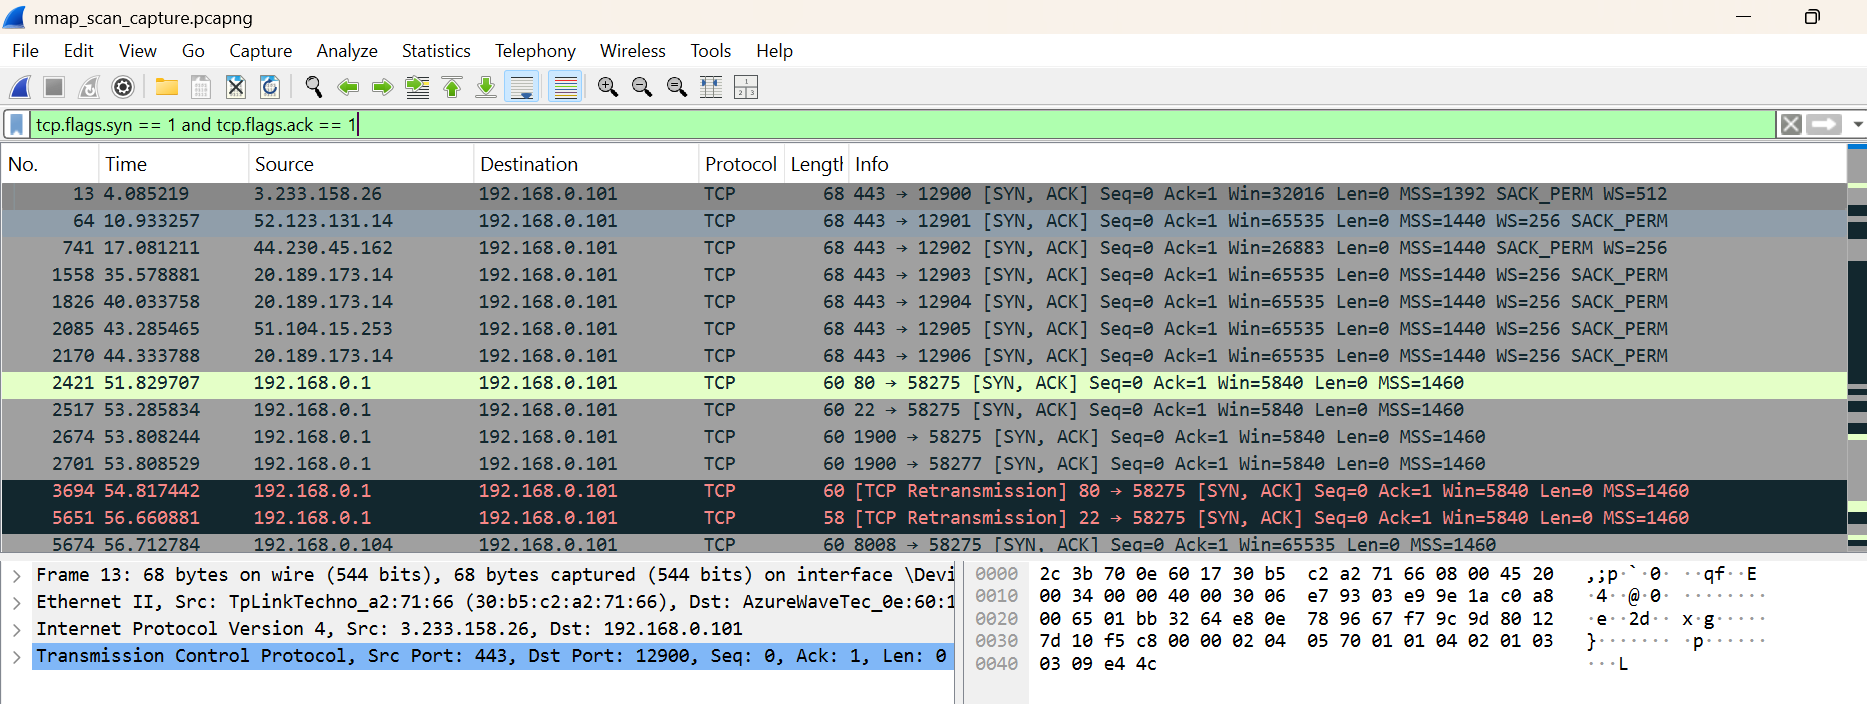 nmap_scan_capture.pcapng
File Edit View Go Capture Analyze Statistics Telephony Wireless Tools Help
tcp.flags.syn == 1 and tcp.flags.ack == 1
No. Time Source Destination Protocol Length Info
13 4.085219 3.233.158.26 192.168.0.101 TCP 68 443 → 12900 [SYN, ACK] Seq=0 Ack=1 Win=32016 Len=0 MSS=1392 SACK_PERM WS=512
64 10.933257 52.123.131.14 192.168.0.101 TCP 68 443 → 12901 [SYN, ACK] Seq=0 Ack=1 Win=65535 Len=0 MSS=1440 WS=256 SACK_PERM
741 17.081211 44.230.45.162 192.168.0.101 TCP 68 443 → 12902 [SYN, ACK] Seq=0 Ack=1 Win=26883 Len=0 MSS=1440 SACK_PERM WS=256
1558 35.578881 20.189.173.14 192.168.0.101 TCP 68 443 → 12903 [SYN, ACK] Seq=0 Ack=1 Win=65535 Len=0 MSS=1440 WS=256 SACK_PERM
1826 40.033758 20.189.173.14 192.168.0.101 TCP 68 443 → 12904 [SYN, ACK] Seq=0 Ack=1 Win=65535 Len=0 MSS=1440 WS=256 SACK_PERM
2085 43.285465 51.104.15.253 192.168.0.101 TCP 68 443 → 12905 [SYN, ACK] Seq=0 Ack=1 Win=65535 Len=0 MSS=1440 WS=256 SACK_PERM
2170 44.333788 20.189.173.14 192.168.0.101 TCP 68 443 → 12906 [SYN, ACK] Seq=0 Ack=1 Win=65535 Len=0 MSS=1440 WS=256 SACK_PERM
2421 51.829707 192.168.0.1 192.168.0.101 TCP 60 80 → 58275 [SYN, ACK] Seq=0 Ack=1 Win=5840 Len=0 MSS=1460
2517 53.285834 192.168.0.1 192.168.0.101 TCP 60 22 → 58275 [SYN, ACK] Seq=0 Ack=1 Win=5840 Len=0 MSS=1460
2674 53.808244 192.168.0.1 192.168.0.101 TCP 60 1900 → 58275 [SYN, ACK] Seq=0 Ack=1 Win=5840 Len=0 MSS=1460
2701 53.808529 192.168.0.1 192.168.0.101 TCP 60 1900 → 58277 [SYN, ACK] Seq=0 Ack=1 Win=5840 Len=0 MSS=1460
3694 54.817442 192.168.0.1 192.168.0.101 TCP 60 [TCP Retransmission] 80 → 58275 [SYN, ACK] Seq=0 Ack=1 Win=5840 Len=0 MSS=1460
5651 56.660881 192.168.0.1 192.168.0.101 TCP 58 [TCP Retransmission] 22 → 58275 [SYN, ACK] Seq=0 Ack=1 Win=5840 Len=0 MSS=1460
5674 56.712784 192.168.0.104 192.168.0.101 TCP 60 8008 → 58275 [SYN, ACK] Seq=0 Ack=1 Win=65535 Len=0 MSS=1460
Frame 13: 68 bytes on wire (544 bits), 68 bytes captured (544 bits) on interface \Devi
Ethernet II, Src: TpLinkTechno_a2:71:66 (30:b5:c2:a2:71:66), Dst: AzureWaveTec_0e:60:1
Internet Protocol Version 4, Src: 3.233.158.26, Dst: 192.168.0.101
Transmission Control Protocol, Src Port: 443, Dst Port: 12900, Seq: 0, Ack: 1, Len: 0
0000 2c 3b 70 0e 60 17 30 b5 c2 a2 71 66 08 00 45 20 ,;p·`·0· ··qf··E
0010 00 34 00 00 40 00 30 06 e7 93 03 e9 9e 1a c0 a8 ·4··@·0· ········
0020 00 65 01 bb 32 64 e8 0e 78 96 67 f7 9c 9d 80 12 ·e··2d·· x·g·····
0030 7d 10 f5 c8 00 00 02 04 05 70 01 01 04 02 01 03 }······· ·p······
0040 03 09 e4 4c ···L